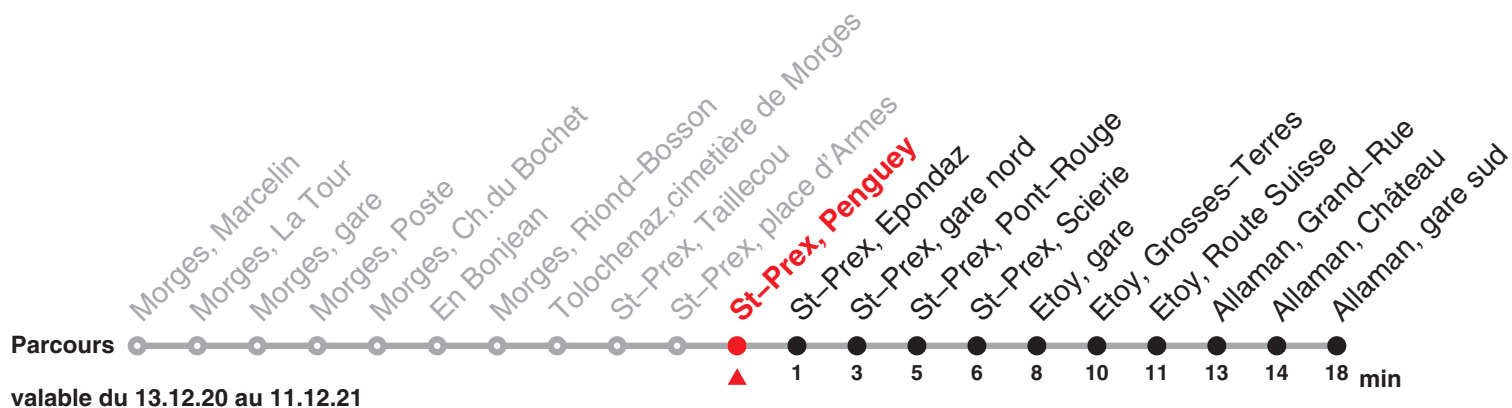 Morges, Marcelin
Morges, La Tour
Morges, gare
Morges, Poste
Morges, Ch.du Bochet
En Bonjean
Morges, Riond–Bosson
Tolochenaz, cimetière de Morges
St–Prex, Taillecou
St–Prex, place d'Armes
St–Prex, Penguey
St–Prex, Epondaz
St–Prex, gare nord
St–Prex, Pont–Rouge
St–Prex, Scierie
Etoy, gare
Etoy, Grosses–Terres
Etoy, Route Suisse
Allaman, Grand–Rue
Allaman, Château
Allaman, gare sud
Parcours
1 3 5 6 8 10 11 13 14 18 min
valable du 13.12.20 au 11.12.21